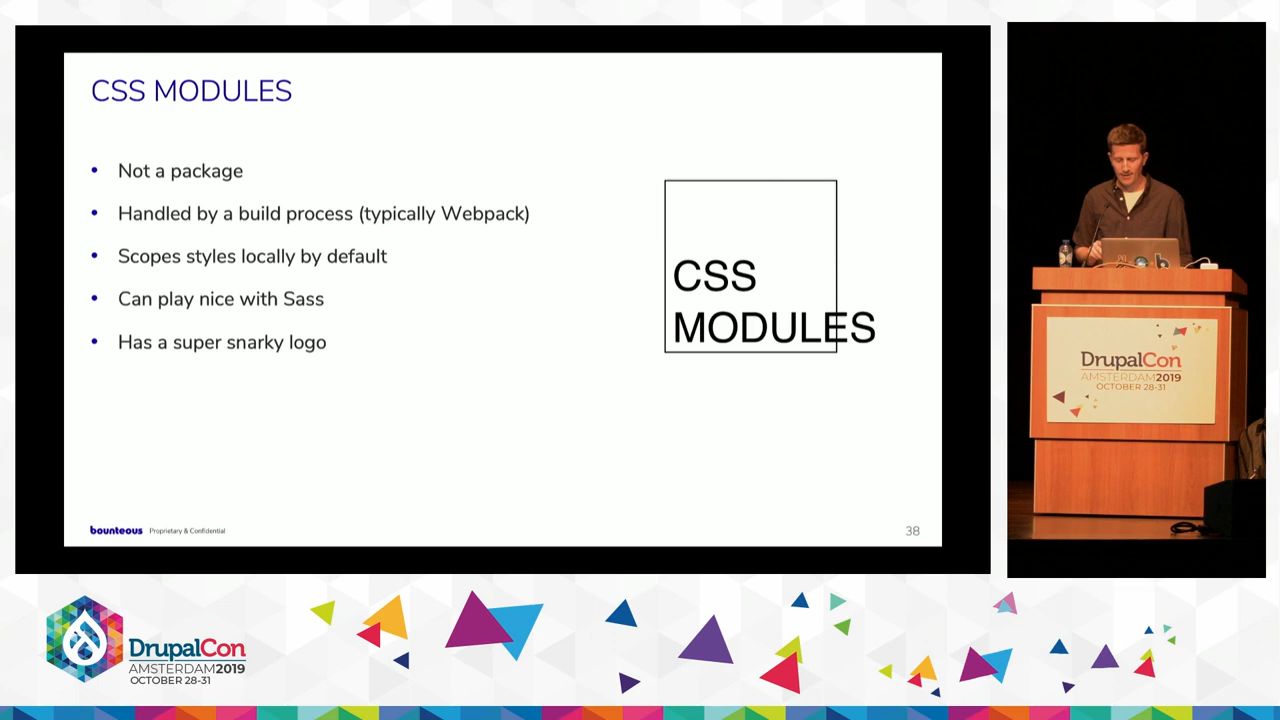 CSS MODULES
• Not a package
• Handled by a build process (typically Webpack)
• Scopes styles locally by default
• Can play nice with Sass
• Has a super snarky logo
CSS
MODULES
bounteous Proprietary & Confidential
38
DrupalCon
AMSTERDAM2019
OCTOBER 28-31
DrupalCon
AMSTERDAM2019
OCTOBER 28-31